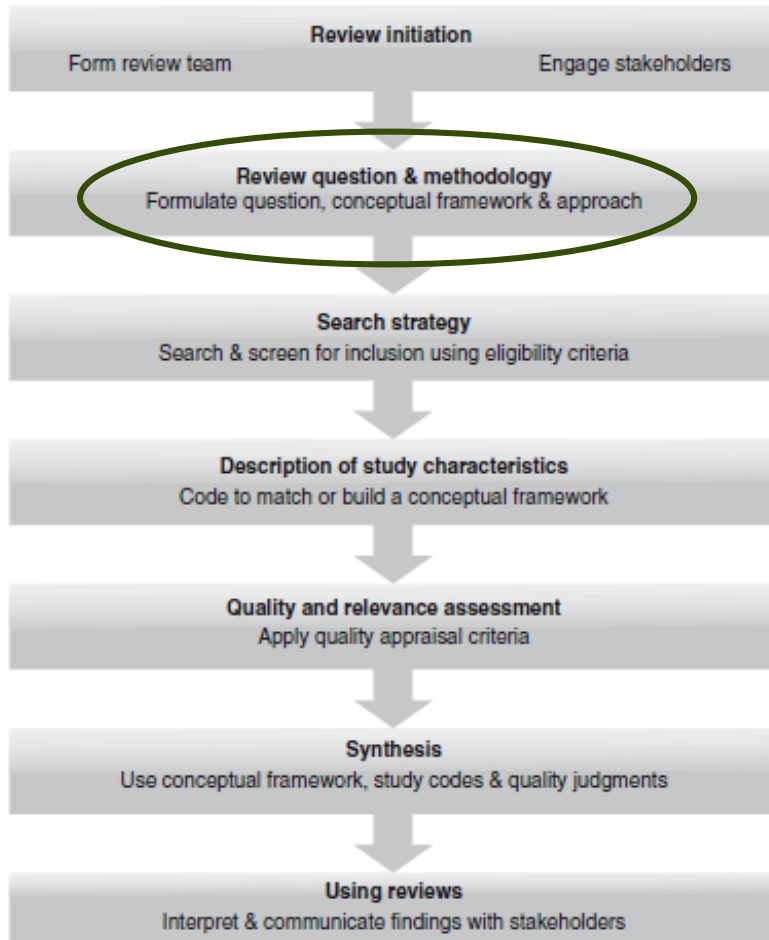 Review initiation
Form review team Engage stakeholders
Review question & methodology
Formulate question, conceptual framework & approach
Search strategy
Search & screen for inclusion using eligibility criteria
Description of study characteristics
Code to match or build a conceptual framework
Quality and relevance assessment
Apply quality appraisal criteria
Synthesis
Use conceptual framework, study codes & quality judgments
Using reviews
Interpret & communicate findings with stakeholders